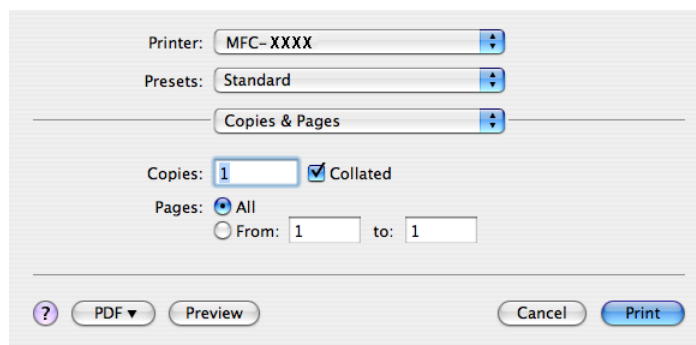 Printer: MFC-XXXX
Presets: Standard
Copies & Pages
Copies: 1 Collated
Pages: All
From: 1 to: 1
? PDF ▼ Preview Cancel Print